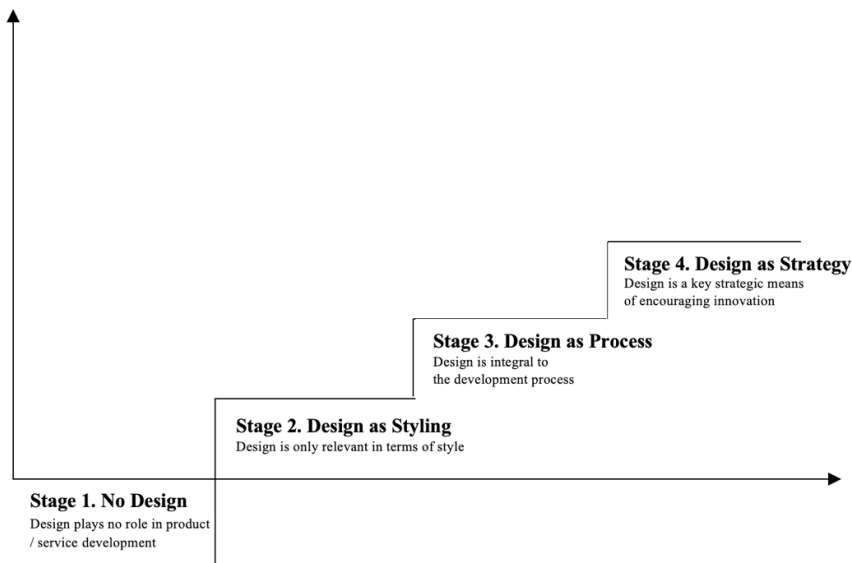 Stage 4. Design as Strategy
Design is a key strategic means
of encouraging innovation
Stage 3. Design as Process
Design is integral to
the development process
Stage 2. Design as Styling
Design is only relevant in terms of style
Stage 1. No Design
Design plays no role in product
/ service development